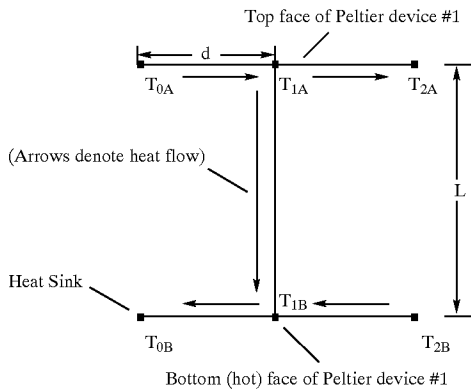 Top face of Peltier device #1
d
T0A
T1A
T2A
(Arrows denote heat flow)
L
Heat Sink
T1B
T0B
T2B
Bottom (hot) face of Peltier device #1